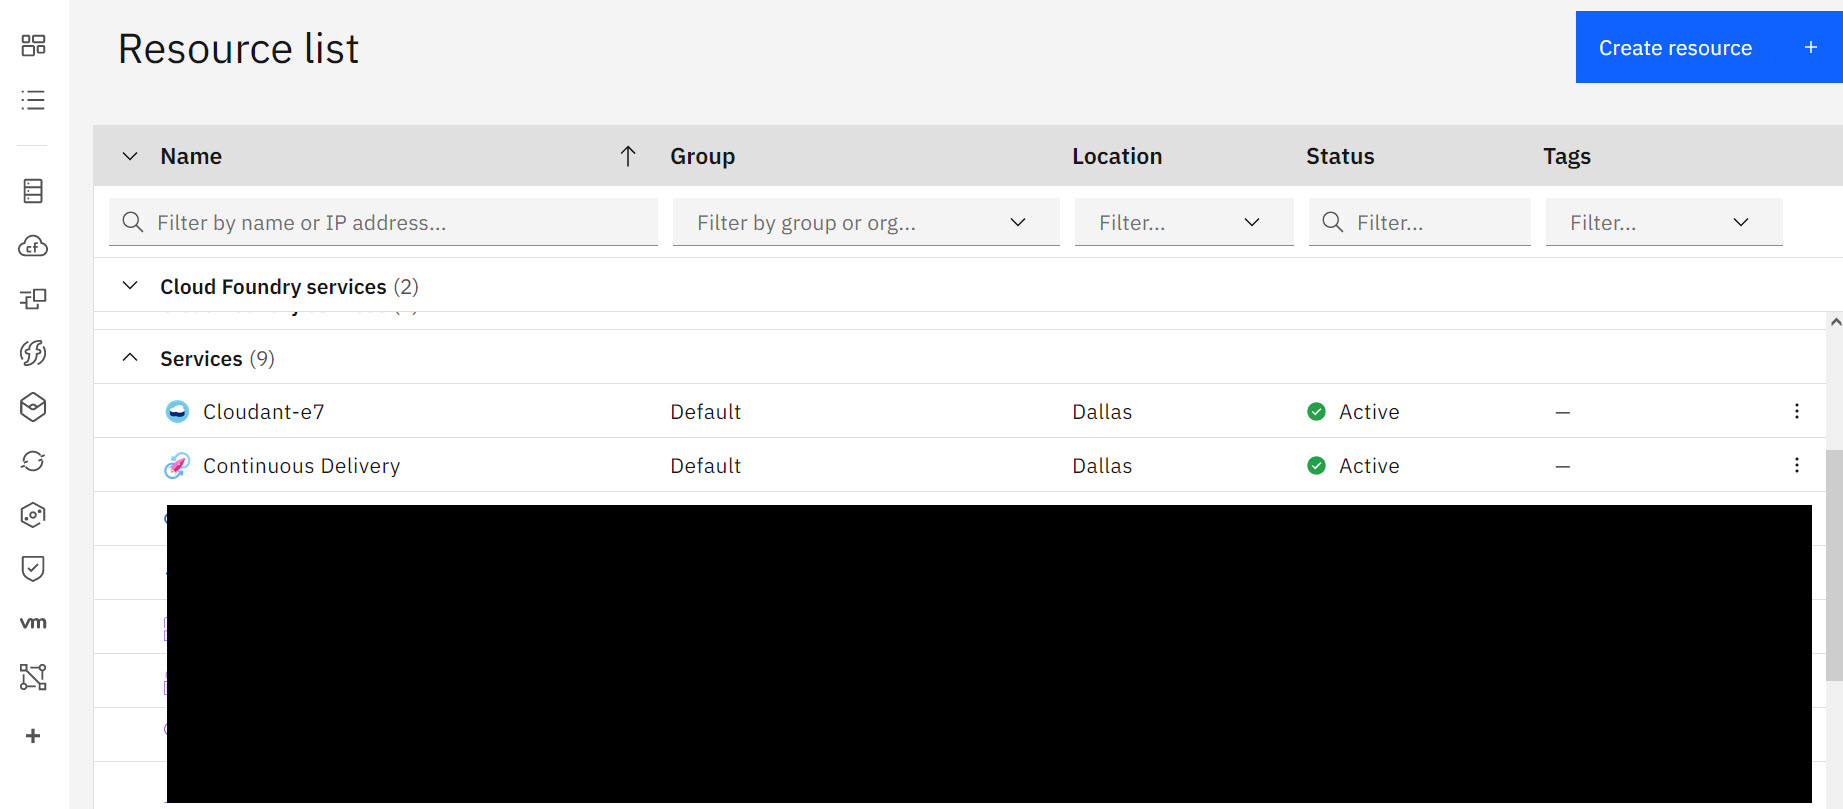 Resource list
Create resource +
Name Group Location Status Tags
Filter by name or IP address... Filter by group or org... Filter... Filter... Filter...
cf
Cloud Foundry services (2)
Services (9)
Cloudant-e7 Default Dallas Active —
Continuous Delivery Default Dallas Active —
vm